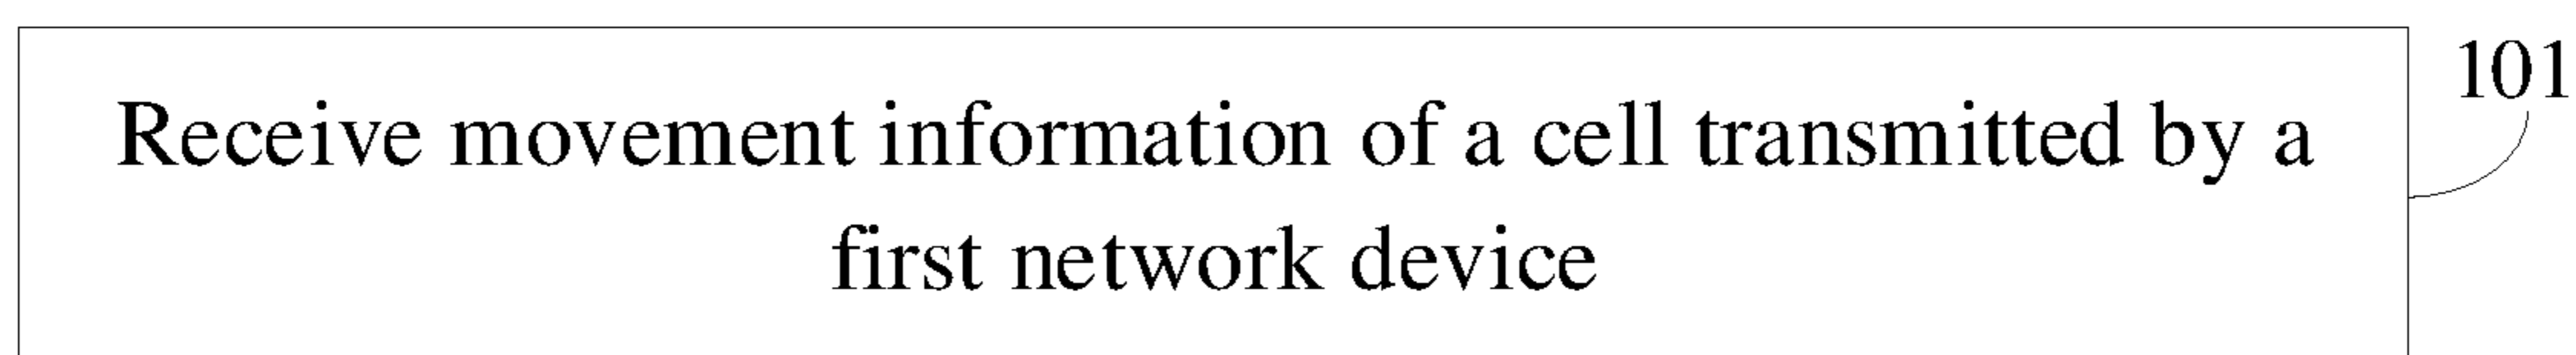 101
Receive movement information of a cell transmitted by a
first network device